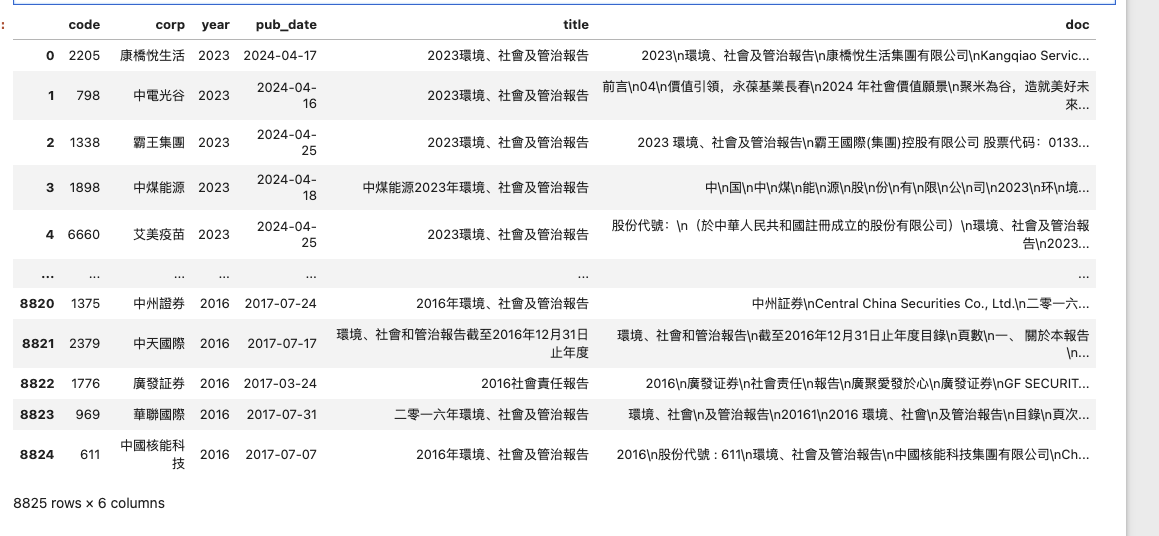 :
code corp year pub_date title doc
0 2205 康橋悅生活 2023 2024-04-17 2023環境、社會及管治報告 2023\n環境、社會及管治報告\n康橋悅生活集團有限公司\nKangqiao Servic...
1 798 中電光谷 2023 2024-04-16 2023環境、社會及管治報告 前言\n04\n價值引領，永葆基業長春\n2024 年社會價值願景\n聚米為谷，造就美好未來...
2 1338 霸王集團 2023 2024-04-25 2023環境、社會及管治報告 2023 環境、社會及管治報告\n霸王國際(集團)控股有限公司 股票代码：0133...
3 1898 中煤能源 2023 2024-04-18 中煤能源2023年環境、社會及管治報告 中\n国\n中\n煤\n能\n源\n股\n份\n有\n限\n公\n司\n2023\n环\n境...
4 6660 艾美疫苗 2023 2024-04-25 2023環境、社會及管治報告 股份代號：\n（於中華人民共和國註冊成立的股份有限公司）\n環境、社會及管治報告\n2023...
... ... ... ... ... ... ...
8820 1375 中州證券 2016 2017-07-24 2016年環境、社會及管治報告 中州証券\nCentral China Securities Co., Ltd.\n二零一六...
8821 2379 中天國際 2016 2017-07-17 環境、社會和管治報告截至2016年12月31日止年度 環境、社會和管治報告\n截至2016年12月31日止年度目錄\n頁數\n一、 關於本報告\n...
8822 1776 廣發証券 2016 2017-03-24 2016社會責任報告 2016\n廣發证券\n社會责任\n報告\n廣聚愛發於心\n廣發证券\nGF SECURIT...
8823 969 華聯國際 2016 2017-07-31 二零一六年環境、社會及管治報告 環境、社會\n及管治報告\n20161\n2016 環境、社會\n及管治報告\n目錄\n頁次...
8824 611 中國核能科技 2016 2017-07-07 2016年環境、社會及管治報告 2016\n股份代號 : 611\n環境、社會及管治報告\n中國核能科技集團有限公司\nCh...
8825 rows × 6 columns